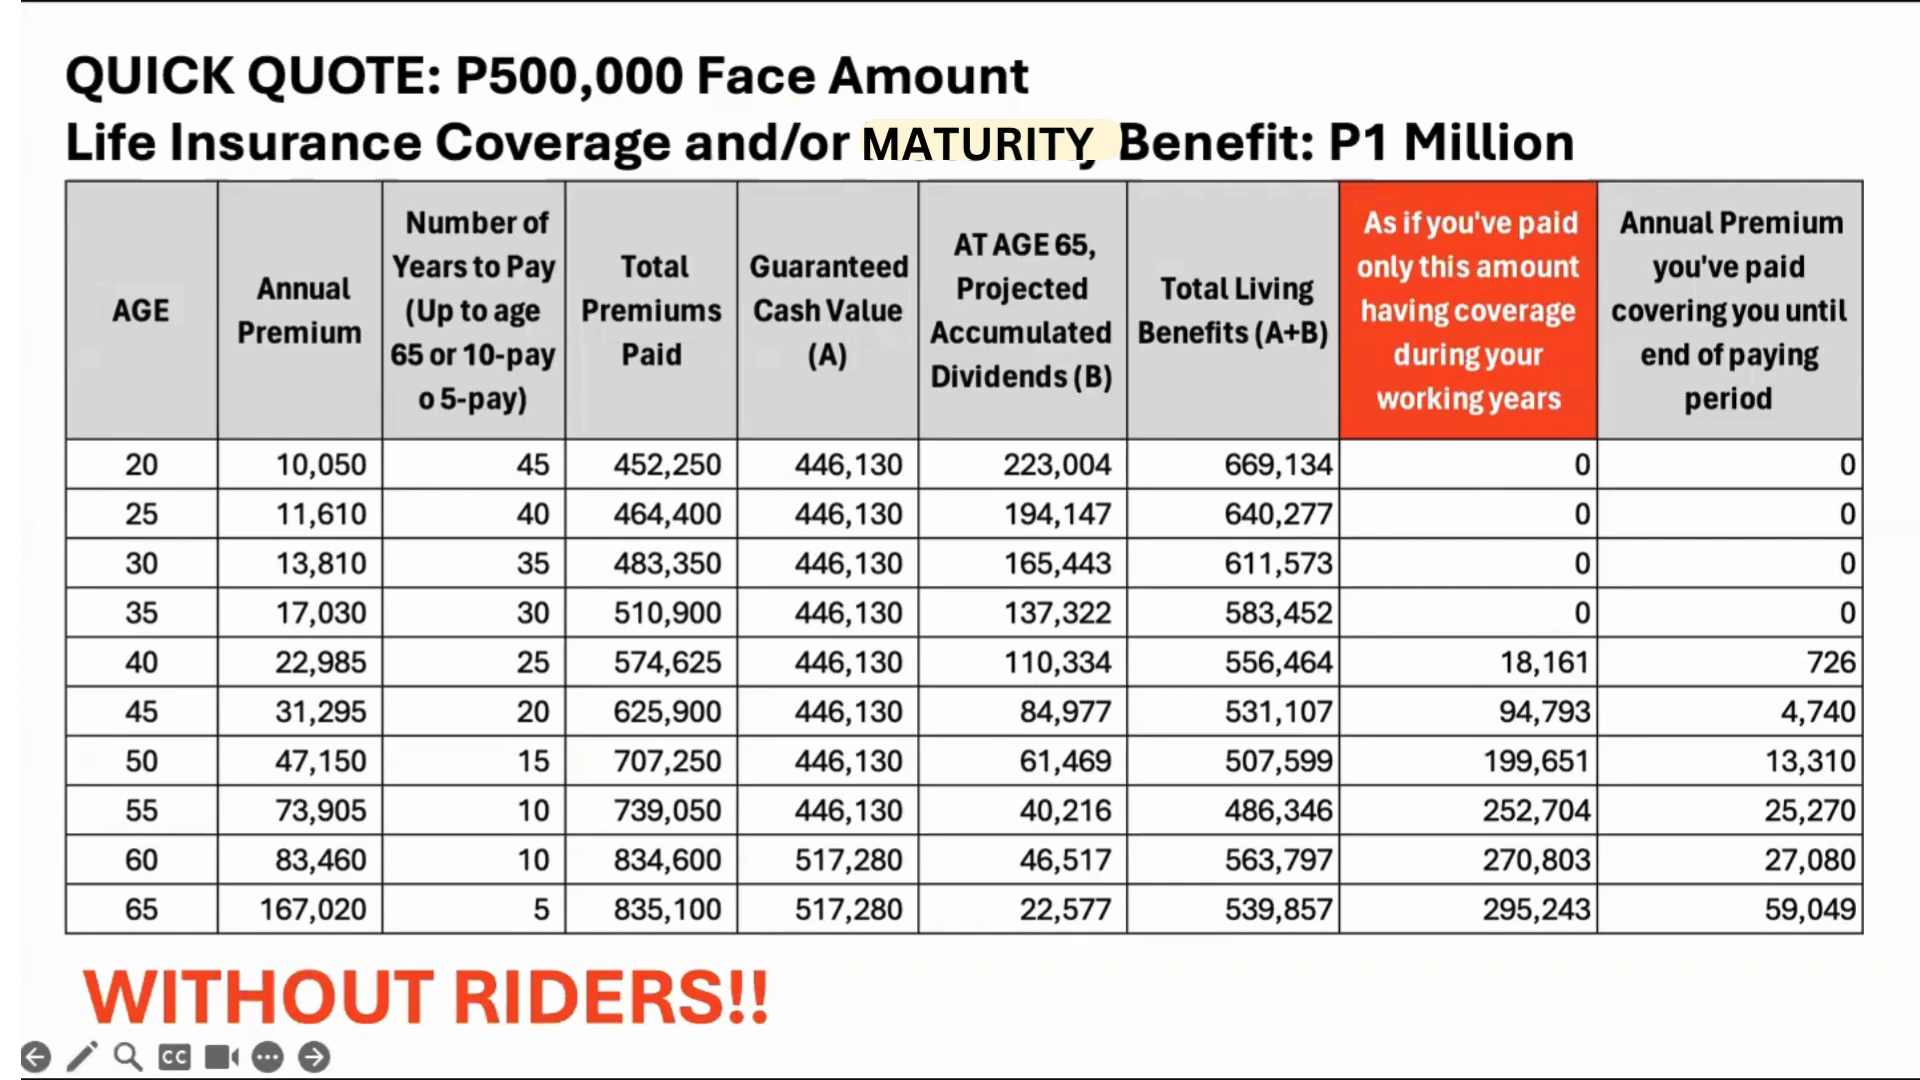 QUICK QUOTE: P500,000 Face Amount
Life Insurance Coverage and/or MATURITY Benefit: P1 Million
AGE
Annual
Premium
Number of
Years to Pay
(Up to age
65 or 10-pay
o 5-pay)
Total
Premiums
Paid
Guaranteed
Cash Value
(A)
AT AGE 65,
Projected
Accumulated
Dividends (B)
Total Living
Benefits (A+B)
As if you've paid
only this amount
having coverage
during your
working years
Annual Premium
you've paid
covering you until
end of paying
period
20 10,050 45 452,250 446,130 223,004 669,134 0 0
25 11,610 40 464,400 446,130 194,147 640,277 0 0
30 13,810 35 483,350 446,130 165,443 611,573 0 0
35 17,030 30 510,900 446,130 137,322 583,452 0 0
40 22,985 25 574,625 446,130 110,334 556,464 18,161 726
45 31,295 20 625,900 446,130 84,977 531,107 94,793 4,740
50 47,150 15 707,250 446,130 61,469 507,599 199,651 13,310
55 73,905 10 739,050 446,130 40,216 486,346 252,704 25,270
60 83,460 10 834,600 517,280 46,517 563,797 270,803 27,080
65 167,020 5 835,100 517,280 22,577 539,857 295,243 59,049
WITHOUT RIDERS!!
CC